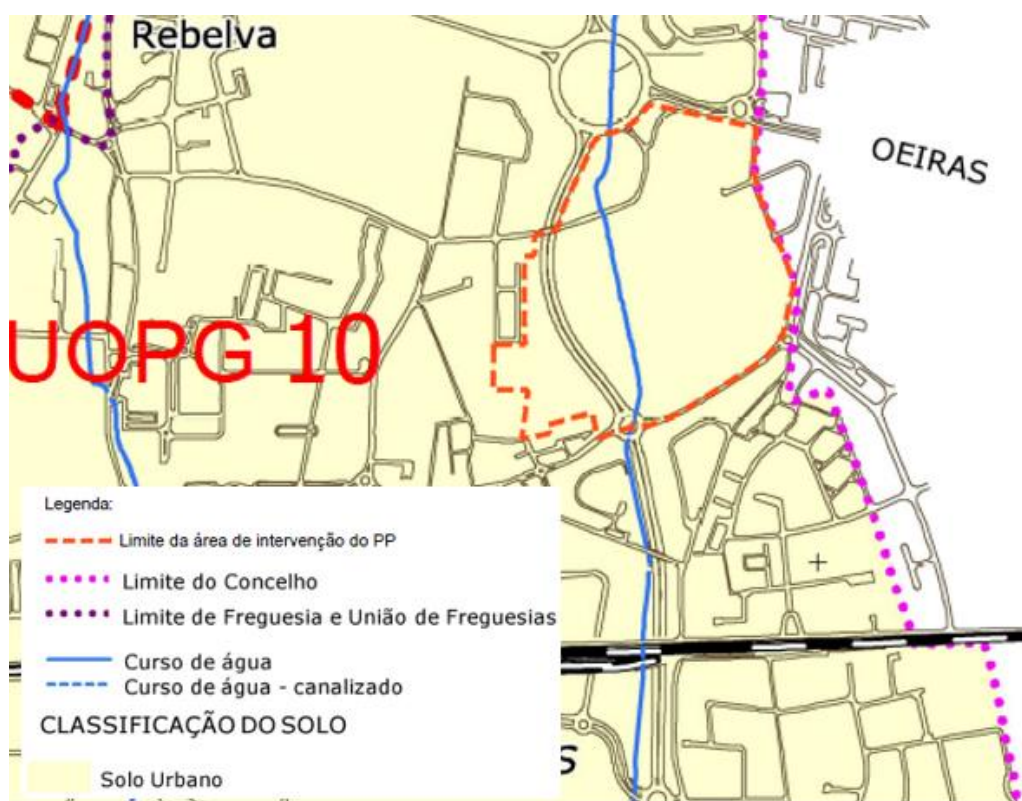 Rebelva
OEIRAS
UOPG 10
Legenda:
Limite da área de intervenção do PP
Limite do Concelho
Limite de Freguesia e União de Freguesias
Curso de água
Curso de água - canalizado
CLASSIFICAÇÃO DO SOLO
Solo Urbano
S